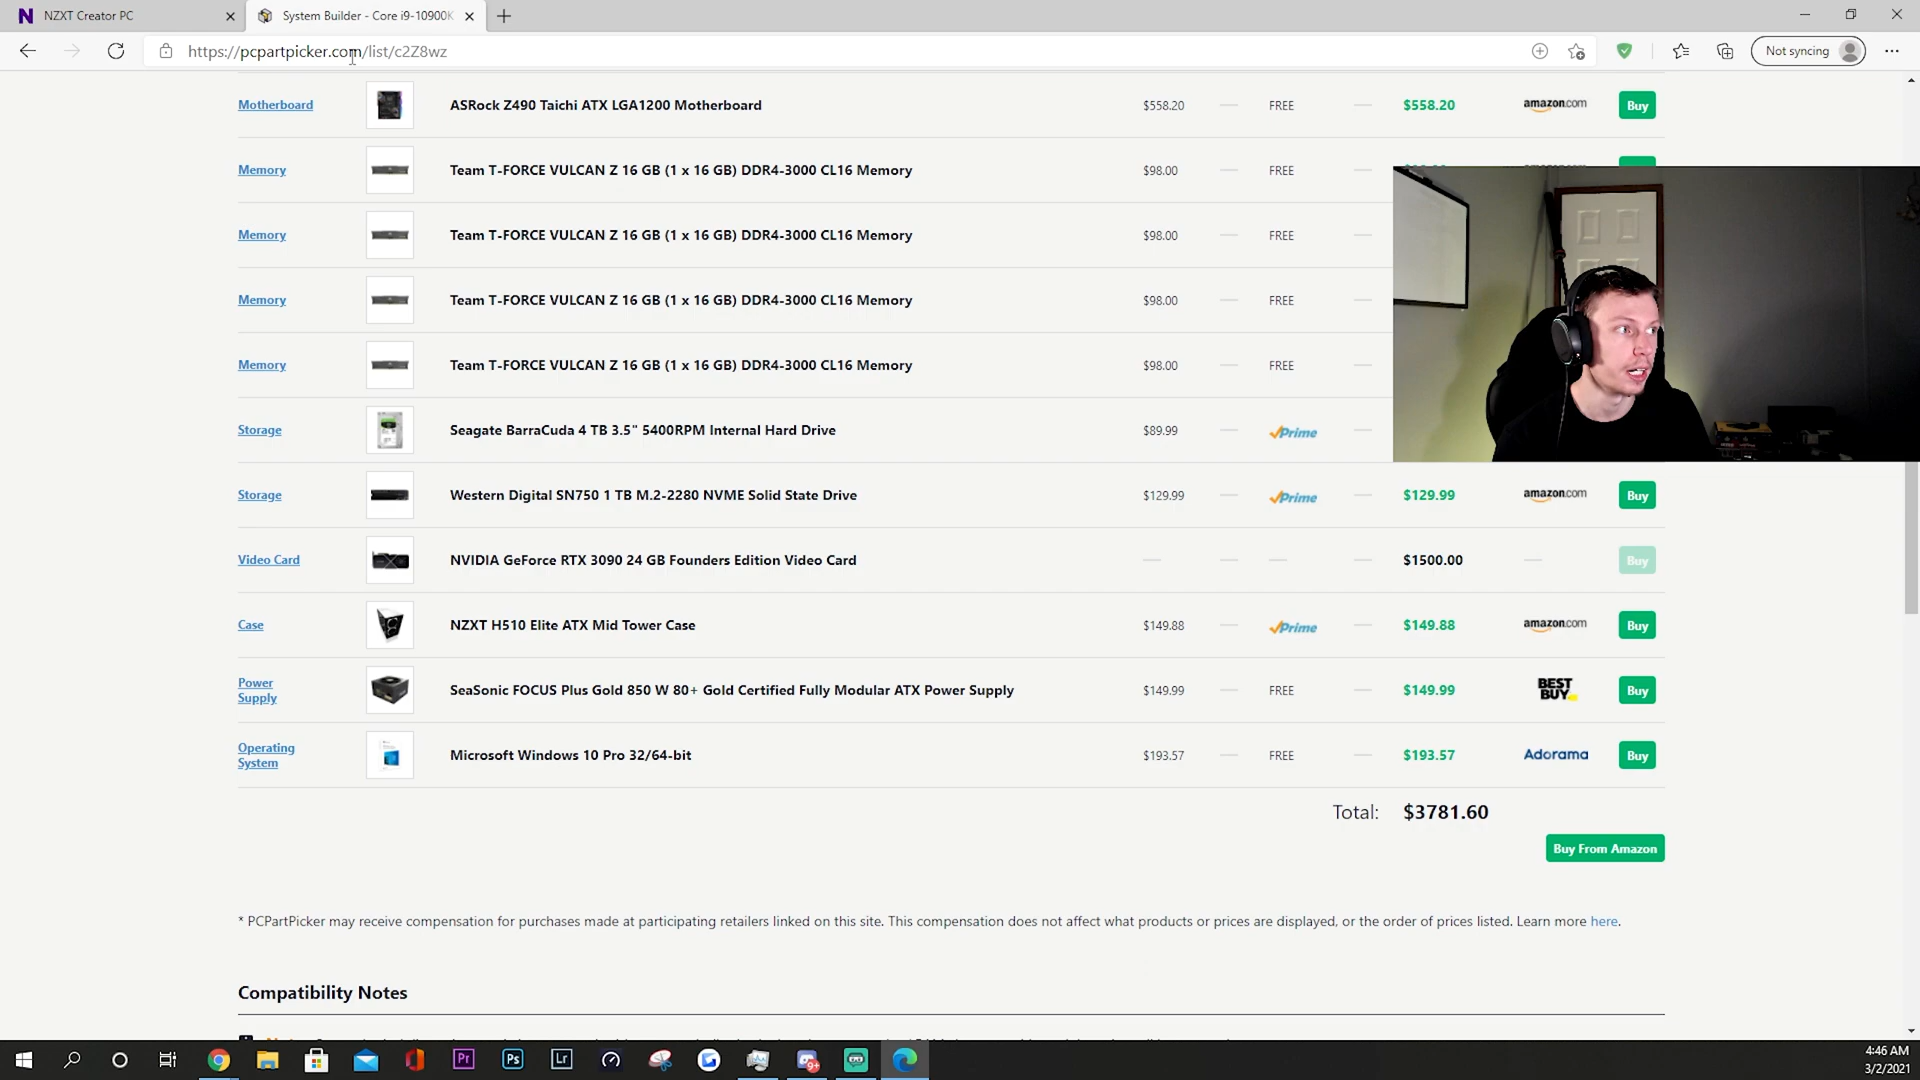 NZXT Creator PC
System Builder - Core i9-10900K
https://pcpartpicker.com/list/c2Z8wz
Not syncing
Motherboard ASRock Z490 Taichi ATX LGA1200 Motherboard $558.20 FREE $558.20 amazon.com Buy
Memory Team T-FORCE VULCAN Z 16 GB (1 x 16 GB) DDR4-3000 CL16 Memory $98.00 FREE
Memory Team T-FORCE VULCAN Z 16 GB (1 x 16 GB) DDR4-3000 CL16 Memory $98.00 FREE
Memory Team T-FORCE VULCAN Z 16 GB (1 x 16 GB) DDR4-3000 CL16 Memory $98.00 FREE
Memory Team T-FORCE VULCAN Z 16 GB (1 x 16 GB) DDR4-3000 CL16 Memory $98.00 FREE
Storage Seagate BarraCuda 4 TB 3.5" 5400RPM Internal Hard Drive $89.99 Prime
Storage Western Digital SN750 1 TB M.2-2280 NVME Solid State Drive $129.99 Prime $129.99 amazon.com Buy
Video Card NVIDIA GeForce RTX 3090 24 GB Founders Edition Video Card $1500.00 Buy
Case NZXT H510 Elite ATX Mid Tower Case $149.88 Prime $149.88 amazon.com Buy
Power Supply SeaSonic FOCUS Plus Gold 850 W 80+ Gold Certified Fully Modular ATX Power Supply $149.99 FREE $149.99 BEST BUY Buy
Operating System Microsoft Windows 10 Pro 32/64-bit $193.57 FREE $193.57 Adorama Buy
Total: $3781.60
Buy From Amazon
* PCPartPicker may receive compensation for purchases made at participating retailers linked on this site. This compensation does not affect what products or prices are displayed, or the order of prices listed. Learn more here.
Compatibility Notes
Pr Ps Lr
4:46 AM
3/2/2021